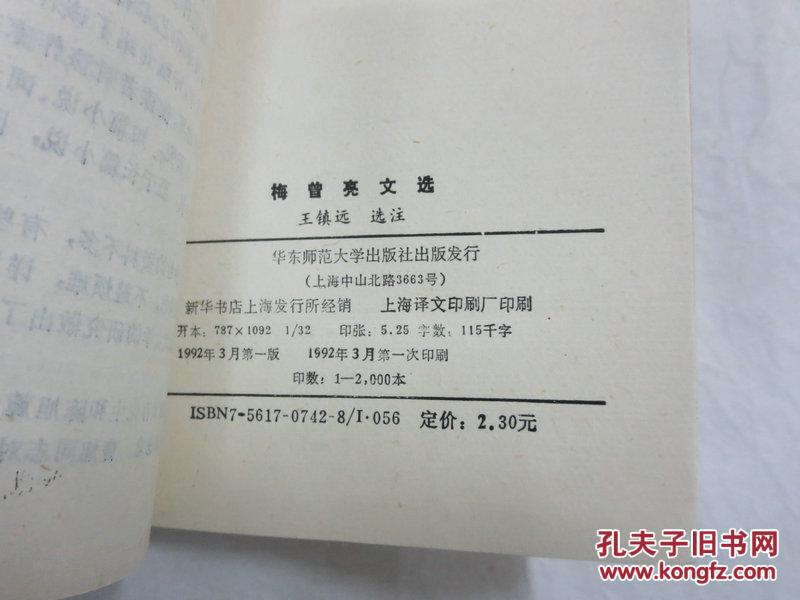 梅曾亮文选
王镇远 选注
华东师范大学出版社出版发行
(上海中山北路3663号)
新华书店上海发行所经销 上海译文印刷厂印刷
开本:787×1092 1/32 印张:5.25 字数:115千字
1992年3月第一版 1992年3月第一次印刷
印数:1—2,000本
ISBN7-5617-0742-8/I·056 定价:2.30元
孔夫子旧书网
www.kongfz.com